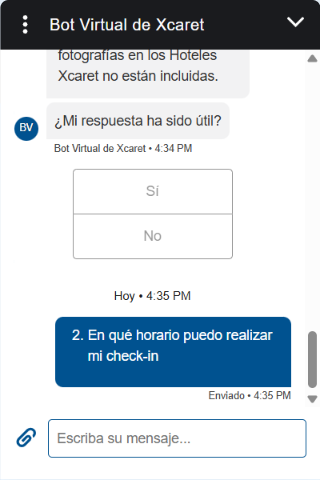 Bot Virtual de Xcaret
fotografías en los Hoteles
Xcaret no están incluidas.
¿Mi respuesta ha sido útil?
BV
Bot Virtual de Xcaret • 4:34 PM
Sí
No
Hoy • 4:35 PM
2. En qué horario puedo realizar
mi check-in
Enviado • 4:35 PM
Escriba su mensaje...